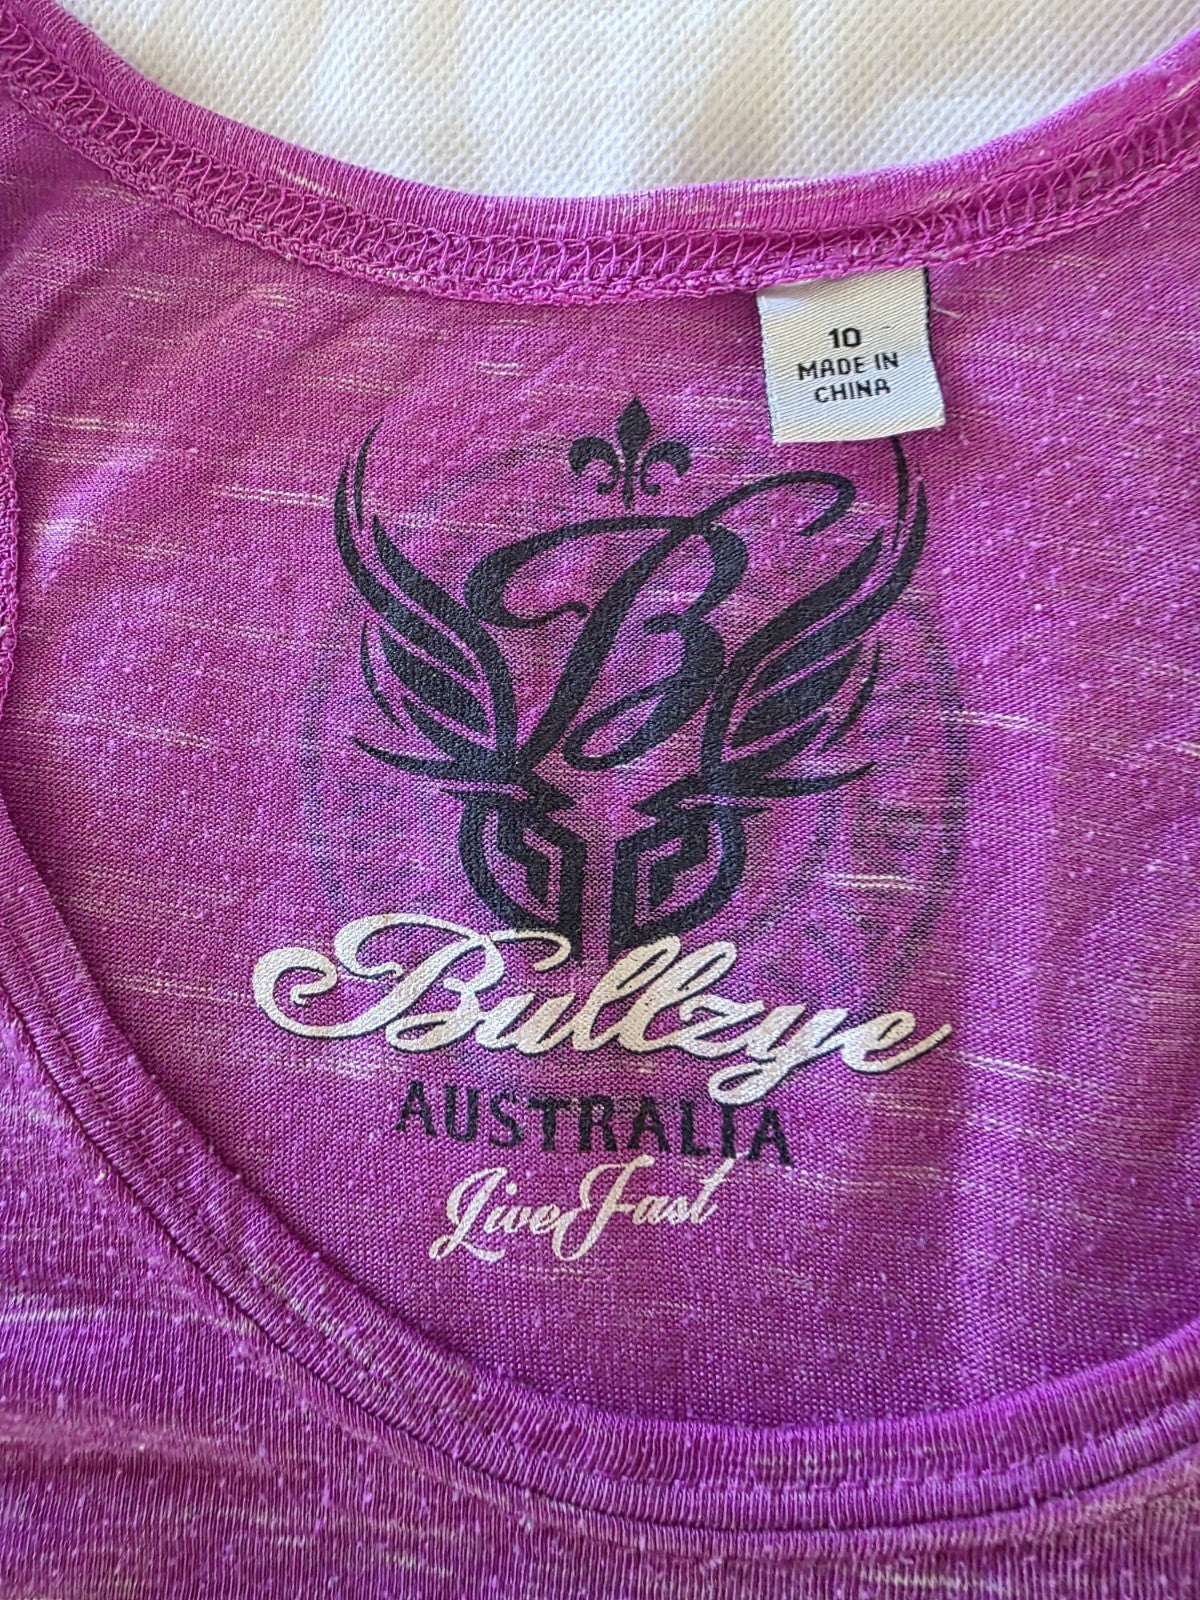 10
MADE IN
CHINA
B
Bullzye
AUSTRALIA
Live Fast